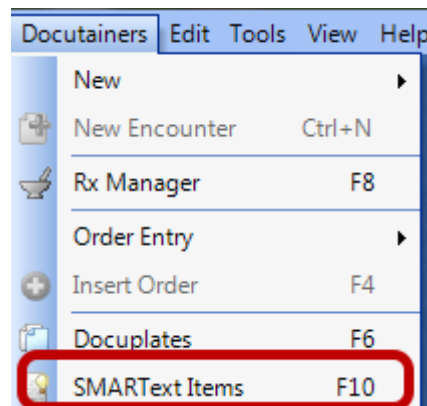 Docutainers Edit Tools View Help
New
New Encounter Ctrl+N
Rx Manager F8
Order Entry
Insert Order F4
Docuplates F6
SMARText Items F10